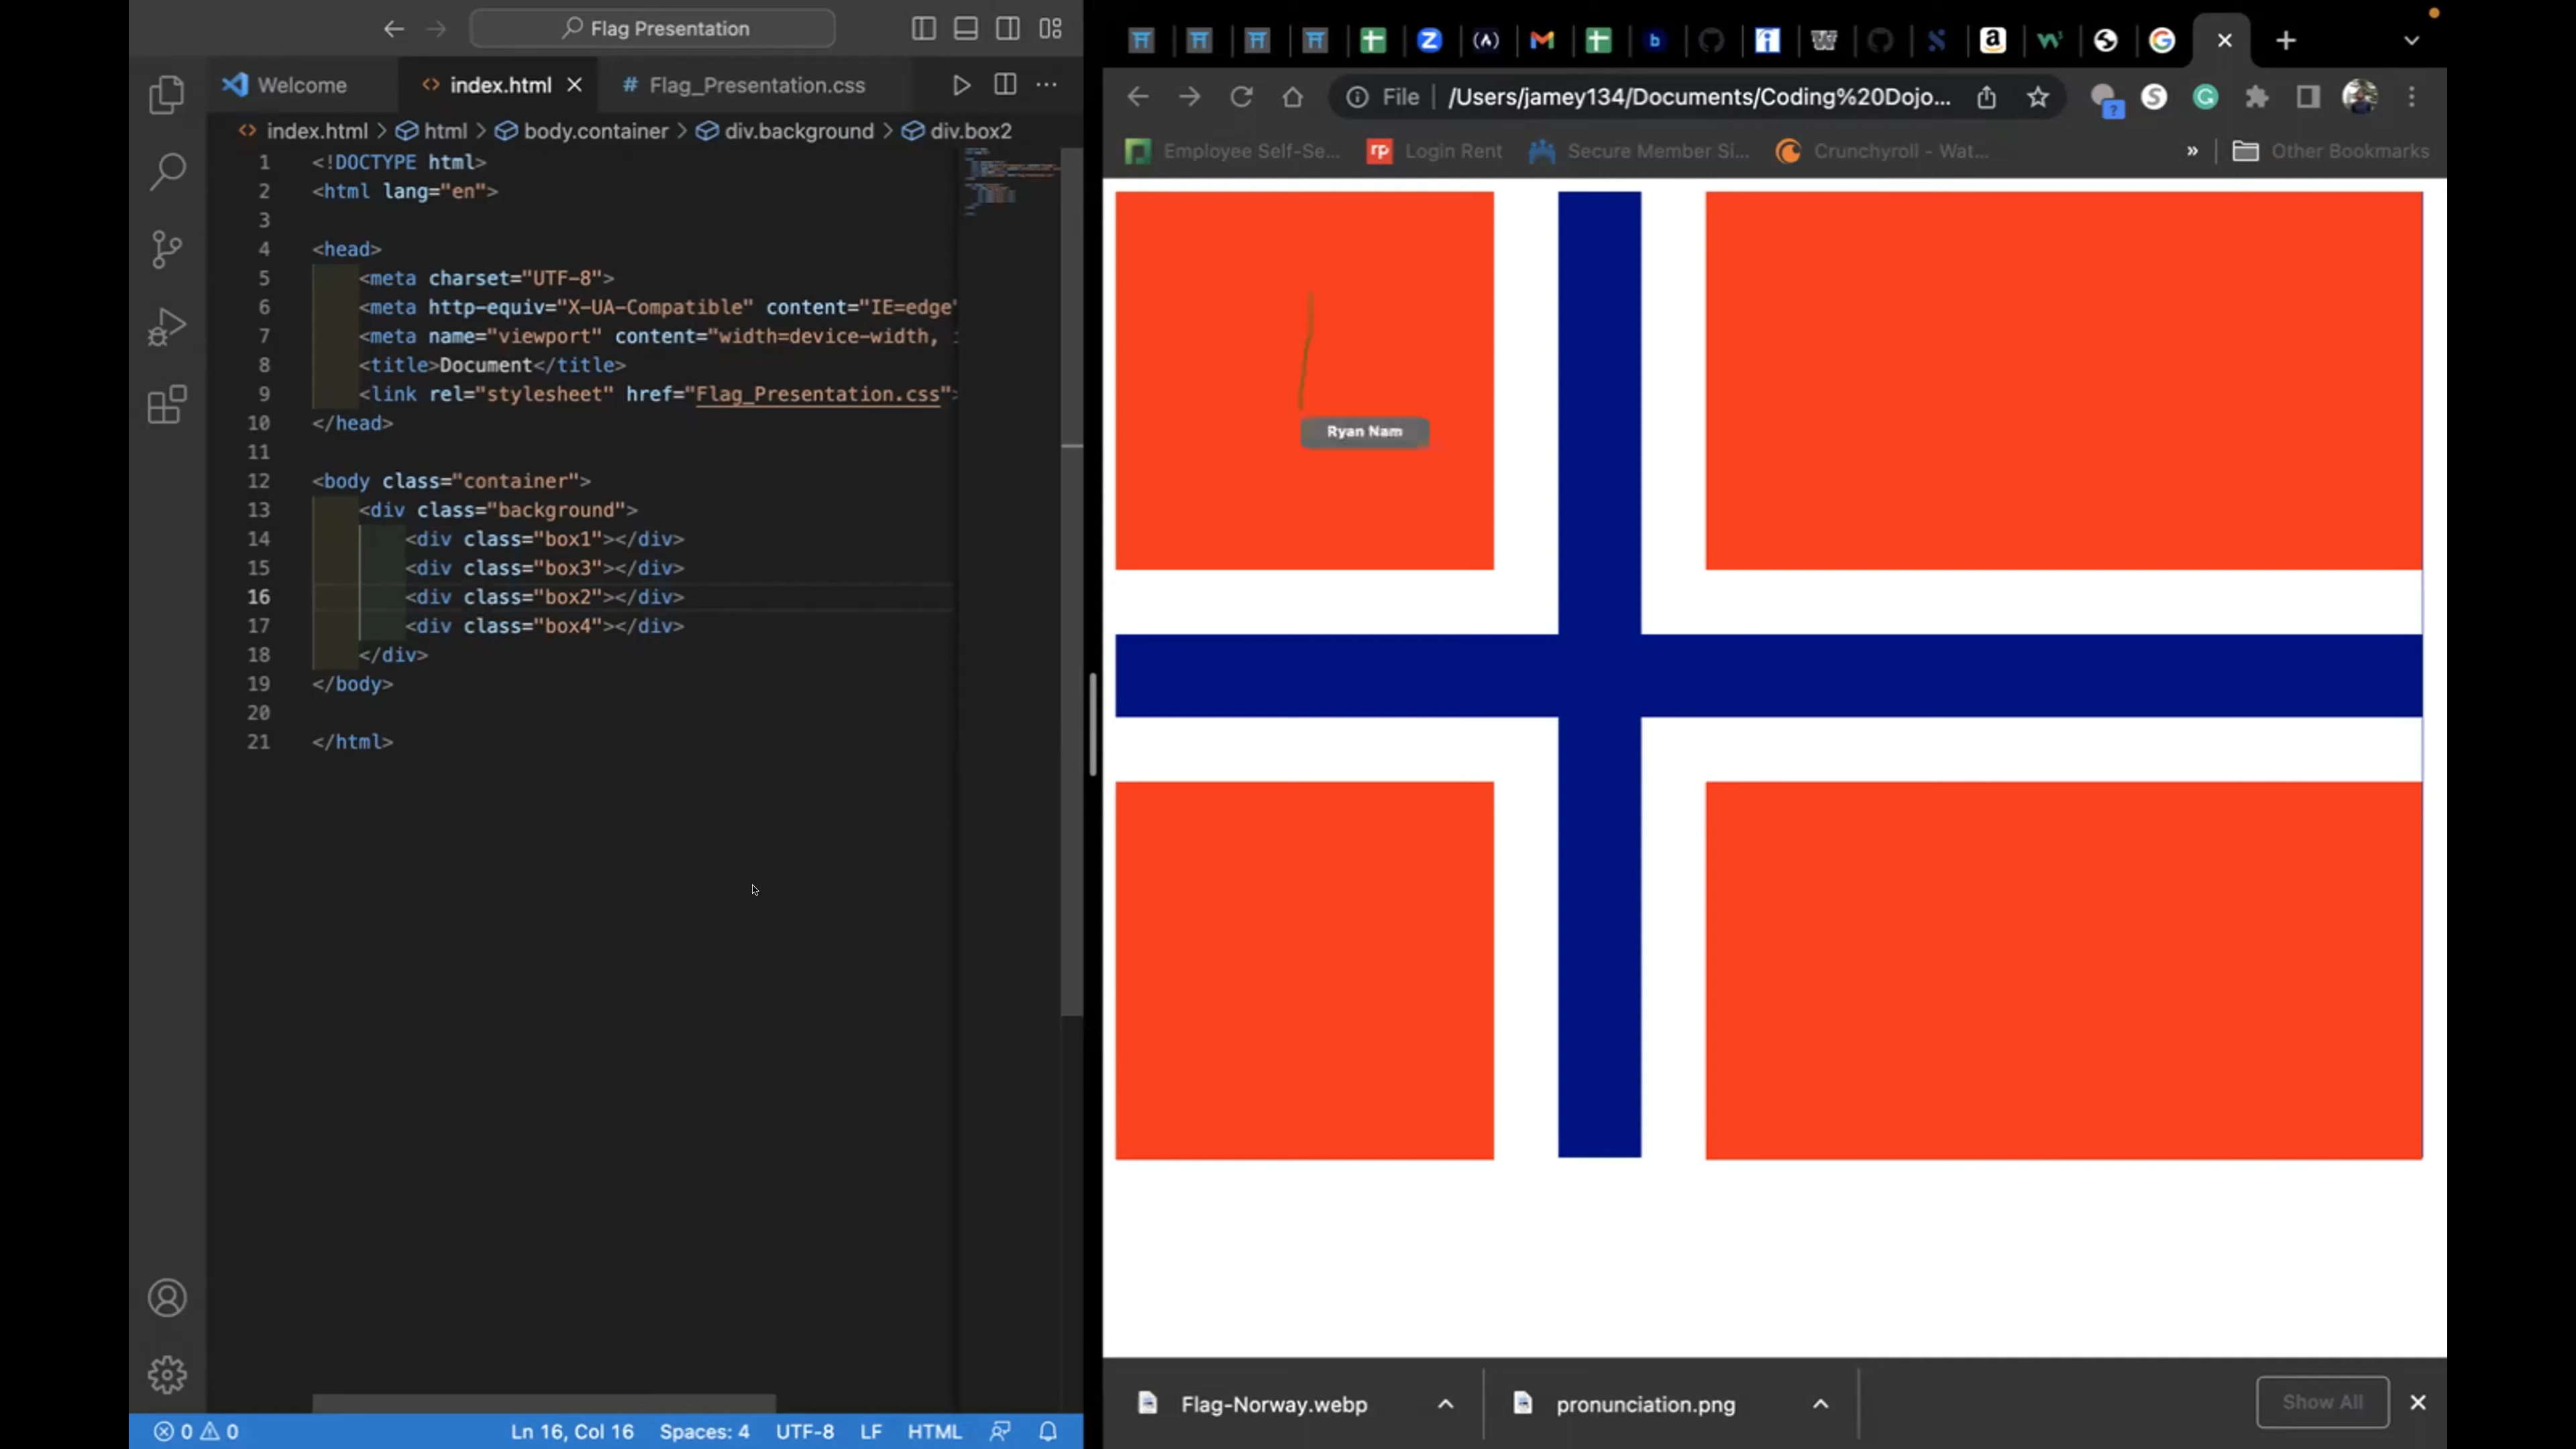 Flag Presentation
Welcome
index.html
# Flag_Presentation.css
index.html > html > body.container > div.background > div.box2
1 <!DOCTYPE html>
2 <html lang="en">
3
4 <head>
5 <meta charset="UTF-8">
6 <meta http-equiv="X-UA-Compatible" content="IE=edge"
7 <meta name="viewport" content="width=device-width,
8 <title>Document</title>
9 <link rel="stylesheet" href="Flag_Presentation.css">
10 </head>
11
12 <body class="container">
13 <div class="background">
14 <div class="box1"></div>
15 <div class="box3"></div>
16 <div class="box2"></div>
17 <div class="box4"></div>
18 </div>
19 </body>
20
21 </html>
0 0
Ln 16, Col 16 Spaces: 4 UTF-8 LF HTML
File /Users/jamey134/Documents/Coding%20Dojo...
Employee Self-Se... rp Login Rent Secure Member Si... Crunchyroll - Wat... » Other Bookmarks
Ryan Nam
Flag-Norway.webp pronunciation.png Show All